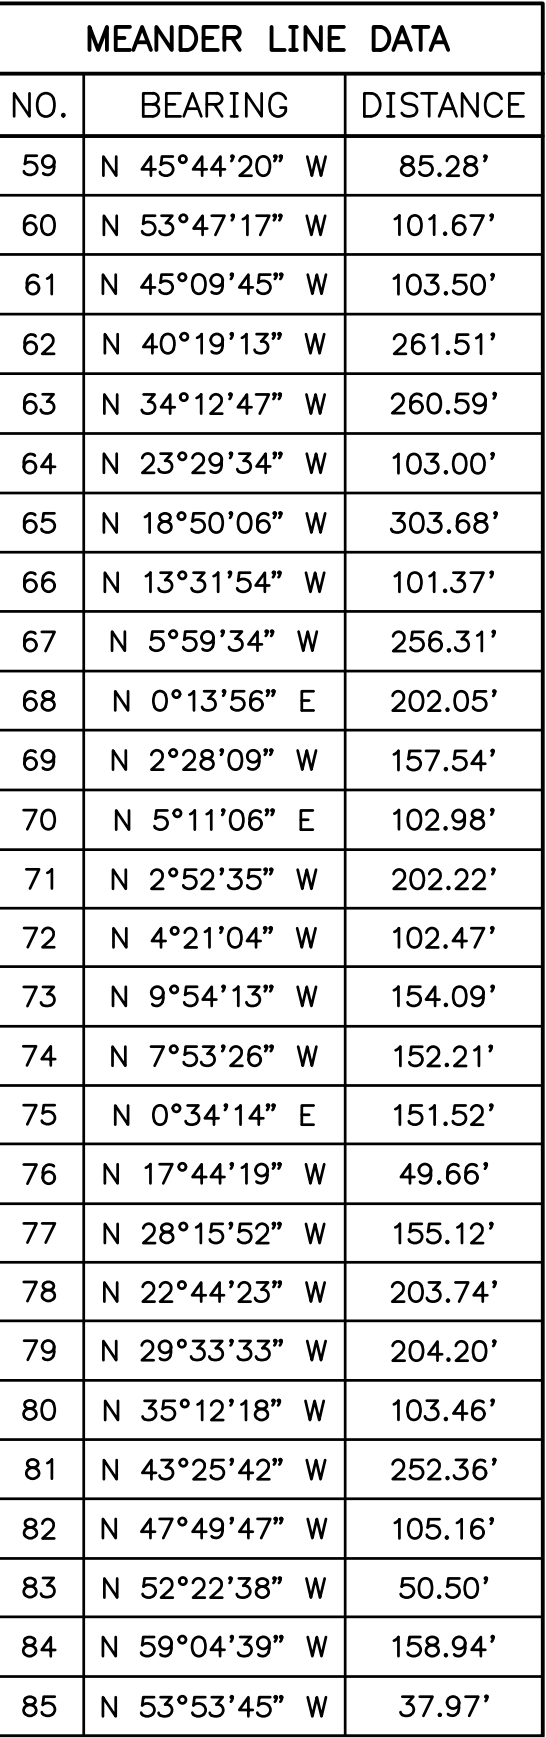 MEANDER LINE DATA
NO. BEARING DISTANCE
59 N 45°44'20" W 85.28'
60 N 53°47'17" W 101.67'
61 N 45°09'45" W 103.50'
62 N 40°19'13" W 261.51'
63 N 34°12'47" W 260.59'
64 N 23°29'34" W 103.00'
65 N 18°50'06" W 303.68'
66 N 13°31'54" W 101.37'
67 N 5°59'34" W 256.31'
68 N 0°13'56" E 202.05'
69 N 2°28'09" W 157.54'
70 N 5°11'06" E 102.98'
71 N 2°52'35" W 202.22'
72 N 4°21'04" W 102.47'
73 N 9°54'13" W 154.09'
74 N 7°53'26" W 152.21'
75 N 0°34'14" E 151.52'
76 N 17°44'19" W 49.66'
77 N 28°15'52" W 155.12'
78 N 22°44'23" W 203.74'
79 N 29°33'33" W 204.20'
80 N 35°12'18" W 103.46'
81 N 43°25'42" W 252.36'
82 N 47°49'47" W 105.16'
83 N 52°22'38" W 50.50'
84 N 59°04'39" W 158.94'
85 N 53°53'45" W 37.97'